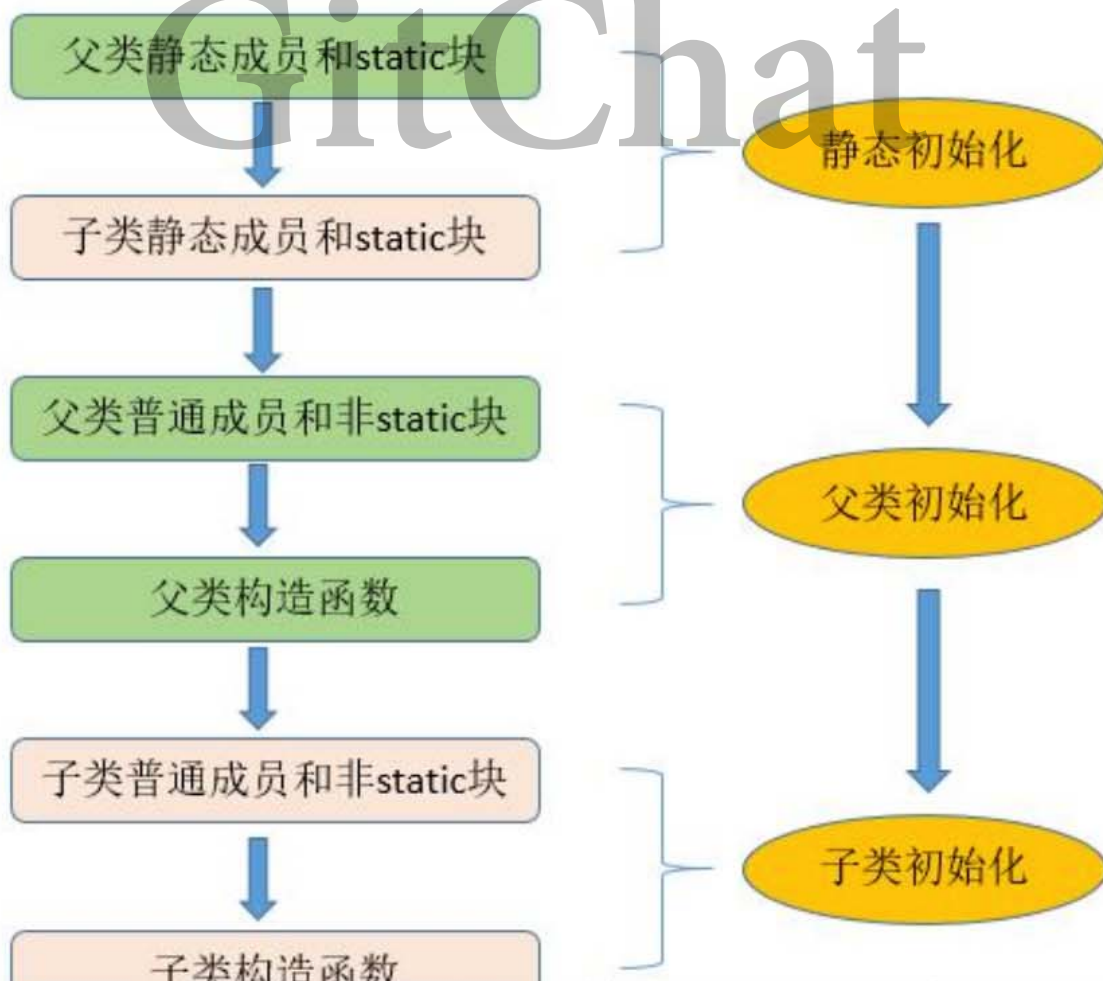 GitChat
父类静态成员和static块
静态初始化
子类静态成员和static块
父类普通成员和非static块
父类初始化
父类构造函数
子类普通成员和非static块
子类初始化
子类构造函数